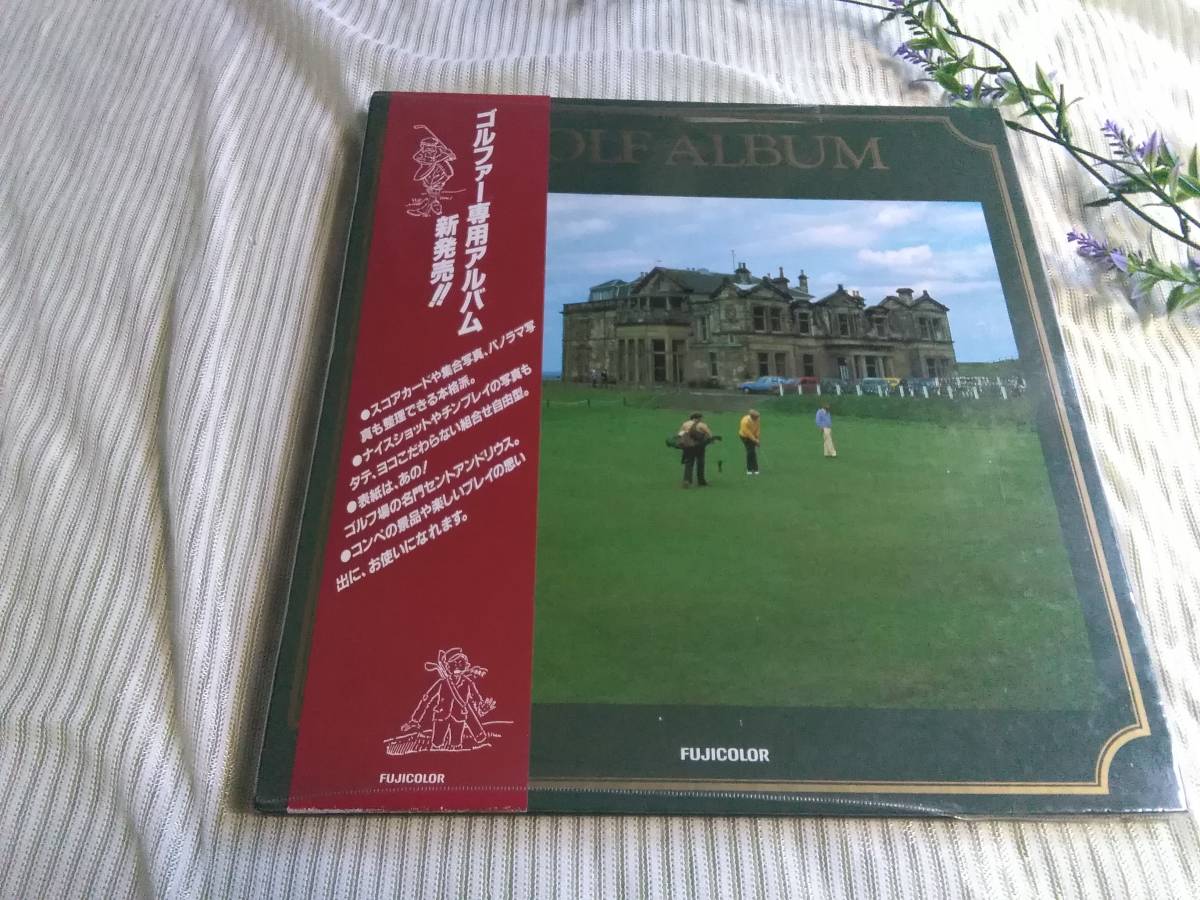 OLF ALBUM
ゴルファー専用アルバム
新発売!!
●スコアカードや集合写真、パノラマ写
真も整理できる本格派。
●ナイスショットやチンプレイの写真も
タテ、ヨコこだわらない組合せ自由型。
●表紙は、あの!
ゴルフ場の名門セントアンドリウス。
●コンペの景品や楽しいプレイの思い
出に、お使いになれます。
FUJICOLOR
FUJICOLOR